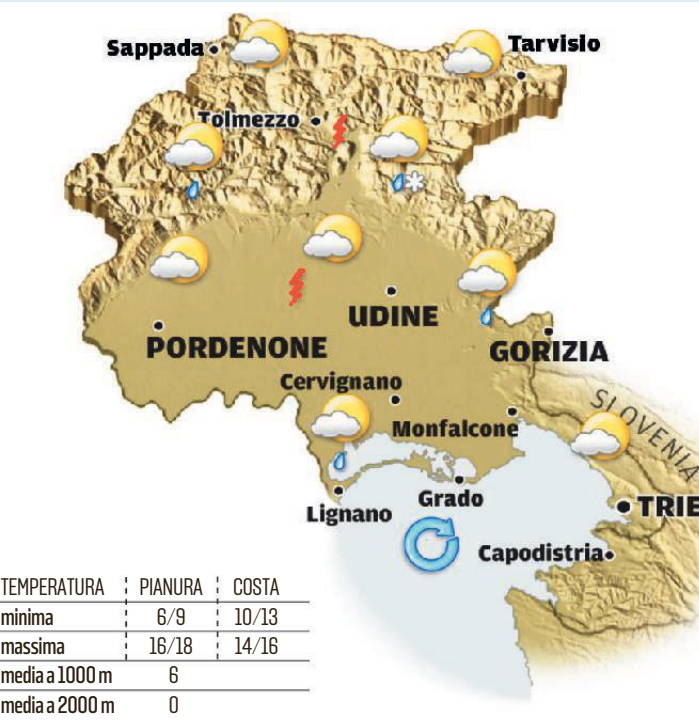 Sappada
Tarvisio
Tolmezzo
UDINE
PORDENONE
GORIZIA
Cervignano
SLOVENIA
Monfalcone
Grado
Lignano
TRIE
Capodistria
TEMPERATURA PIANURA COSTA
minima 6/9 10/13
massima 16/18 14/16
media a 1000 m 6
media a 2000 m 0